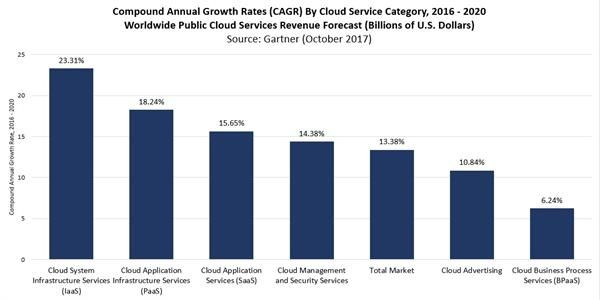 Compound Annual Growth Rates (CAGR) By Cloud Service Category, 2016 - 2020
Worldwide Public Cloud Services Revenue Forecast (Billions of U.S. Dollars)
Source: Gartner (October 2017)
Compound Annual Growth Rate, 2016 - 2020
25
20
15
10
5
0
23.31%
18.24%
15.65%
14.38%
13.38%
10.84%
6.24%
Cloud System
Infrastructure Services
(IaaS)
Cloud Application
Infrastructure Services
(PaaS)
Cloud Application
Services (SaaS)
Cloud Management
and Security Services
Total Market
Cloud Advertising
Cloud Business Process
Services (BPaaS)